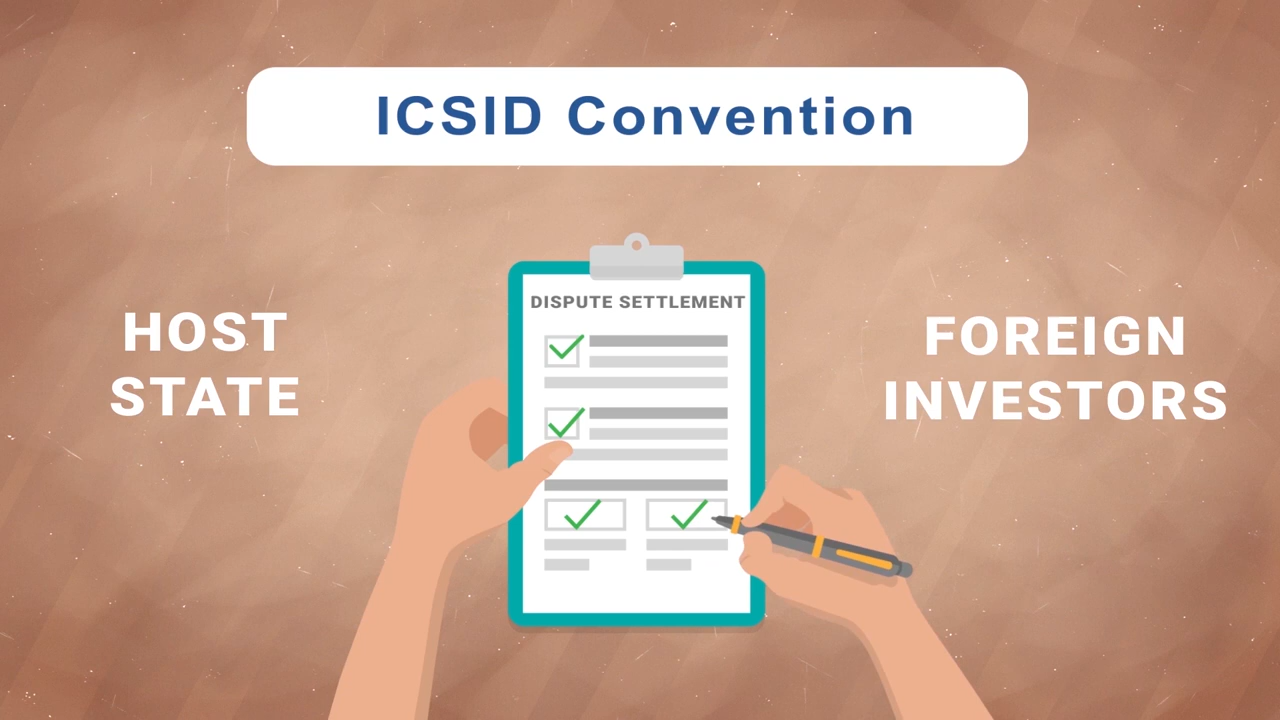 ICSID Convention
DISPUTE SETTLEMENT
HOST
STATE
FOREIGN
INVESTORS